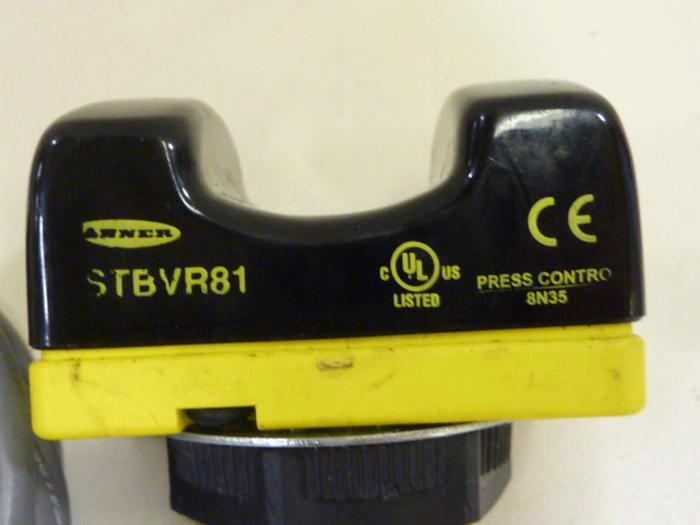 BANNER
STBVR81
C UL US
LISTED
CE
PRESS CONTRO
8N35